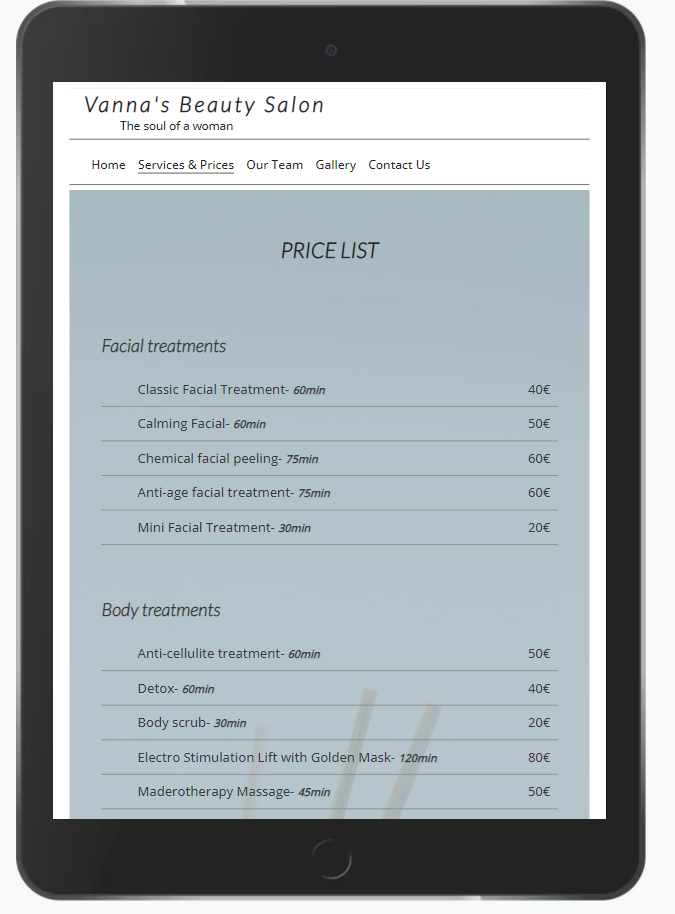 Vanna's Beauty Salon
The soul of a woman
Home Services & Prices Our Team Gallery Contact Us
PRICE LIST
Facial treatments
Classic Facial Treatment- 60min 40€
Calming Facial- 60min 50€
Chemical facial peeling- 75min 60€
Anti-age facial treatment- 75min 60€
Mini Facial Treatment- 30min 20€
Body treatments
Anti-cellulite treatment- 60min 50€
Detox- 60min 40€
Body scrub- 30min 20€
Electro Stimulation Lift with Golden Mask- 120min 80€
Maderotherapy Massage- 45min 50€